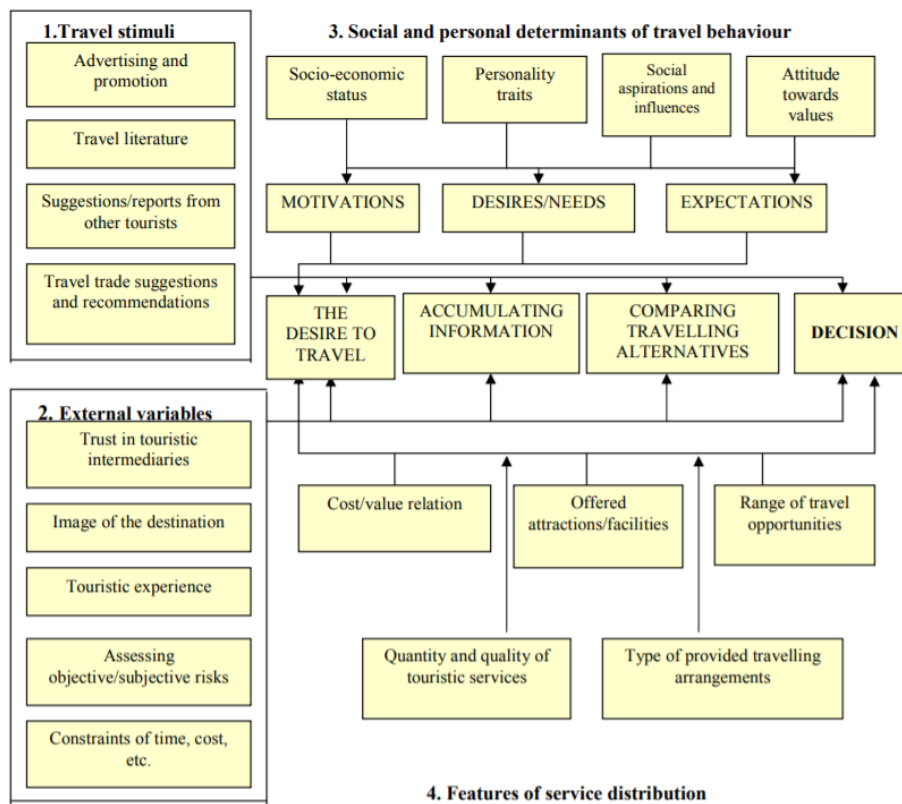 1.Travel stimuli
Advertising and
promotion
Travel literature
Suggestions/reports from
other tourists
Travel trade suggestions
and recommendations
3. Social and personal determinants of travel behaviour
Socio-economic
status
Personality
traits
Social
aspirations and
influences
Attitude
towards
values
MOTIVATIONS
DESIRES/NEEDS
EXPECTATIONS
THE
DESIRE TO
TRAVEL
ACCUMULATING
INFORMATION
COMPARING
TRAVELLING
ALTERNATIVES
DECISION
2. External variables
Trust in touristic
intermediaries
Image of the destination
Touristic experience
Assessing
objective/subjective risks
Constraints of time, cost,
etc.
Cost/value relation
Offered
attractions/facilities
Range of travel
opportunities
Quantity and quality of
touristic services
Type of provided travelling
arrangements
4. Features of service distribution